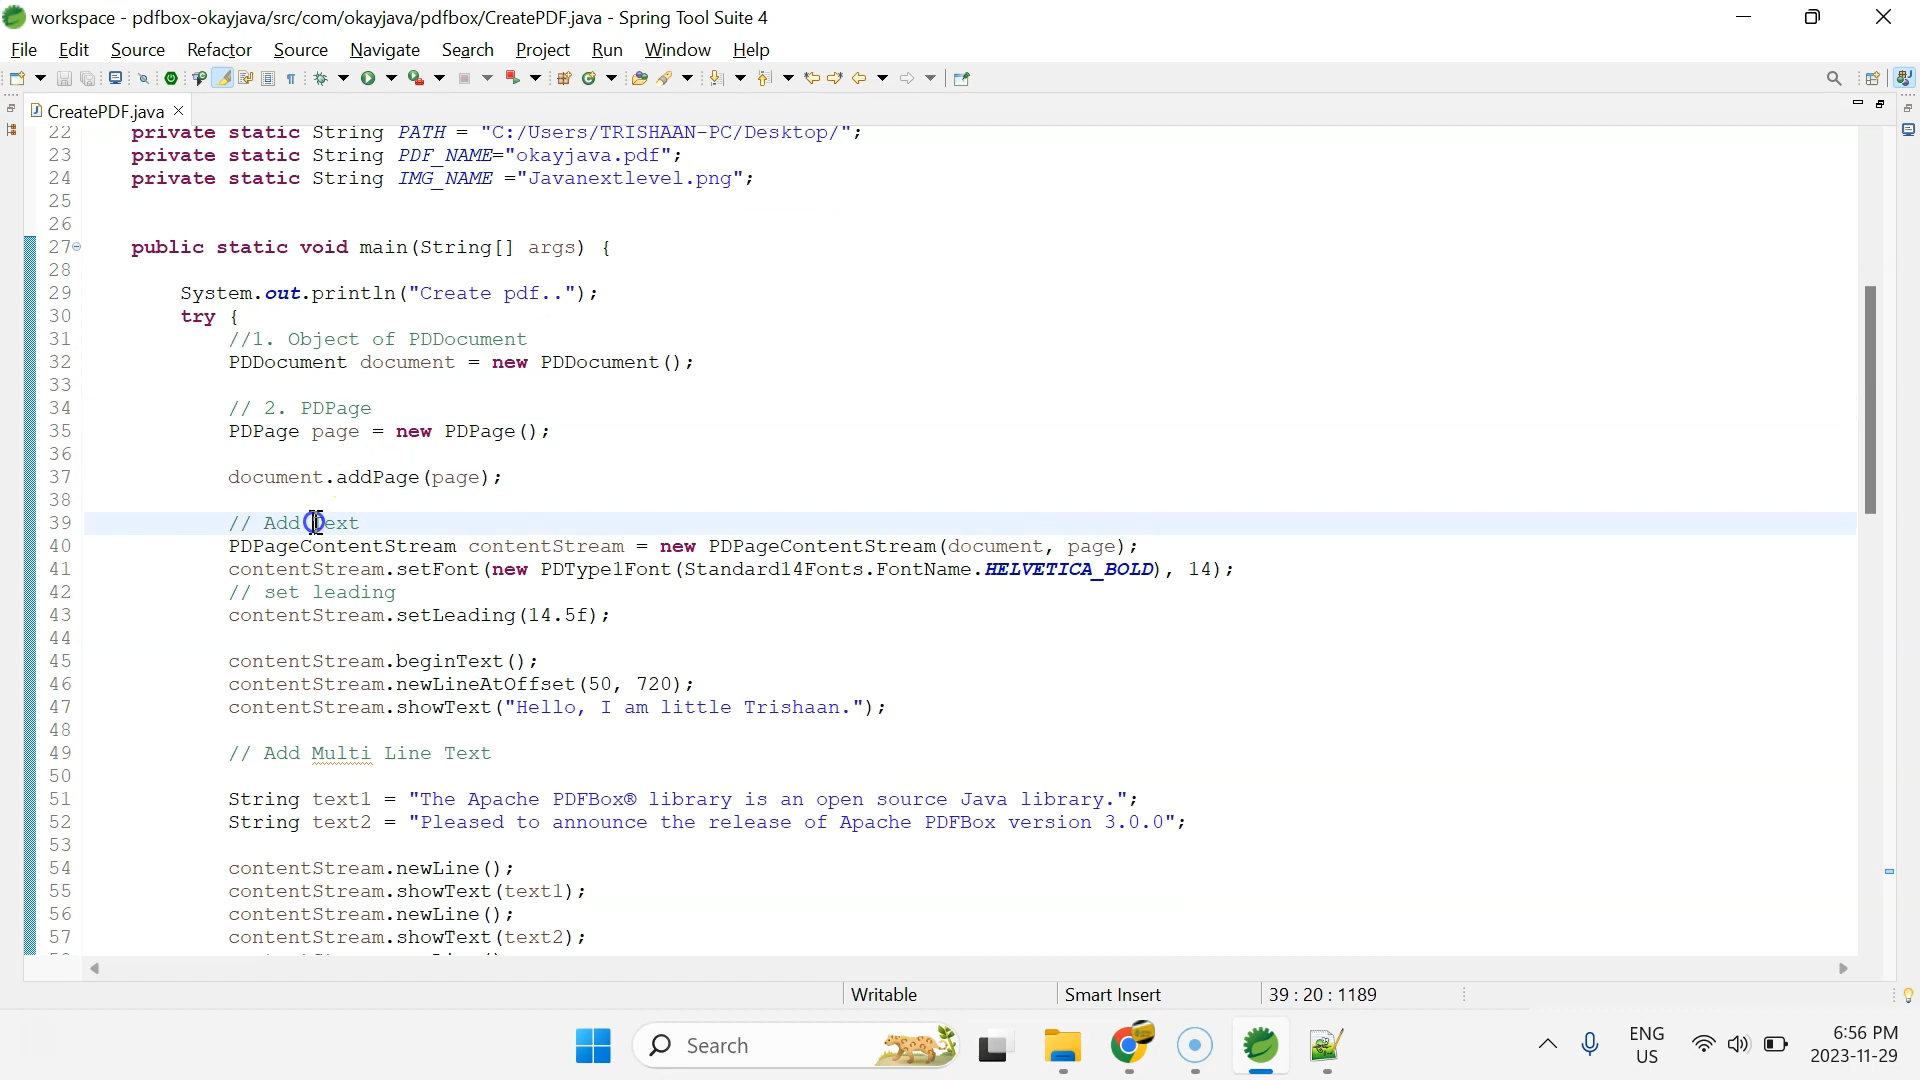 workspace - pdfbox-okayjava/src/com/okayjava/pdfbox/CreatePDF.java - Spring Tool Suite 4
File Edit Source Refactor Source Navigate Search Project Run Window Help
CreatePDF.java
22 private static String PATH = "C:/Users/TRISHAAN-PC/Desktop/";
23 private static String PDF_NAME="okayjava.pdf";
24 private static String IMG_NAME ="Javanextlevel.png";
25
26
27 public static void main(String[] args) {
28
29 System.out.println("Create pdf..");
30 try {
31 //1. Object of PDDocument
32 PDDocument document = new PDDocument();
33
34 // 2. PDPage
35 PDPage page = new PDPage();
36
37 document.addPage(page);
38
39 // Add Text
40 PDPageContentStream contentStream = new PDPageContentStream(document, page);
41 contentStream.setFont(new PDType1Font(Standard14Fonts.FontName.HELVETICA_BOLD), 14);
42 // set leading
43 contentStream.setLeading(14.5f);
44
45 contentStream.beginText();
46 contentStream.newLineAtOffset(50, 720);
47 contentStream.showText("Hello, I am little Trishaan.");
48
49 // Add Multi Line Text
50
51 String text1 = "The Apache PDFBox® library is an open source Java library.";
52 String text2 = "Pleased to announce the release of Apache PDFBox version 3.0.0";
53
54 contentStream.newLine();
55 contentStream.showText(text1);
56 contentStream.newLine();
57 contentStream.showText(text2);
Writable Smart Insert 39 : 20 : 1189
Search
ENG
US
6:56 PM
2023-11-29